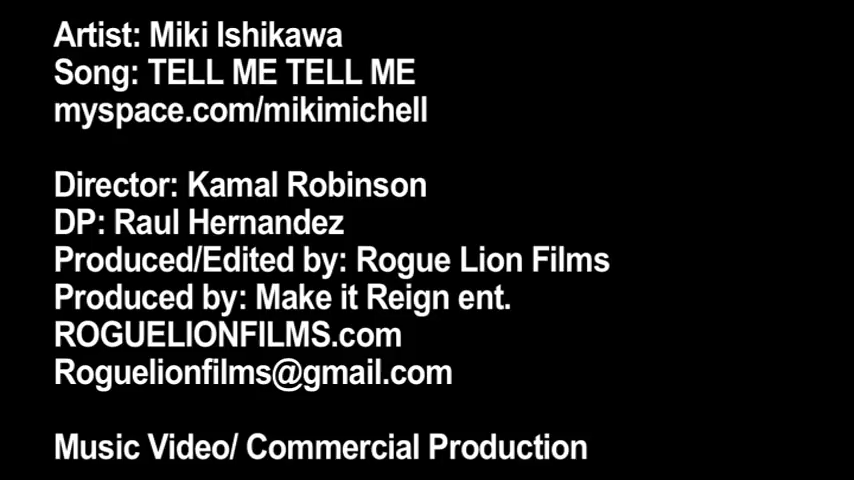 Artist: Miki Ishikawa
Song: TELL ME TELL ME
myspace.com/mikimichell
Director: Kamal Robinson
DP: Raul Hernandez
Produced/Edited by: Rogue Lion Films
Produced by: Make it Reign ent.
ROGUELIONFILMS.com
Roguelionfilms@gmail.com
Music Video/ Commercial Production